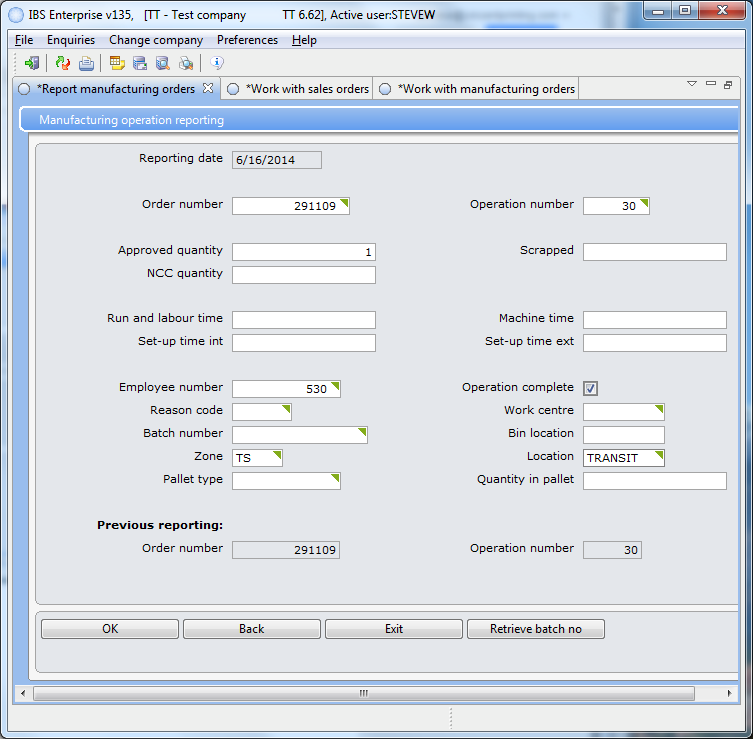 IBS Enterprise v135, [TT - Test company TT 6.62], Active user:STEVEW
File Enquiries Change company Preferences Help
*Report manufacturing orders *Work with sales orders *Work with manufacturing orders
Manufacturing operation reporting
Reporting date 6/16/2014
Order number 291109 Operation number 30
Approved quantity 1 Scrapped
NCC quantity
Run and labour time Machine time
Set-up time int Set-up time ext
Employee number 530 Operation complete
Reason code Work centre
Batch number Bin location
Zone TS Location TRANSIT
Pallet type Quantity in pallet
Previous reporting:
Order number 291109 Operation number 30
OK Back Exit Retrieve batch no